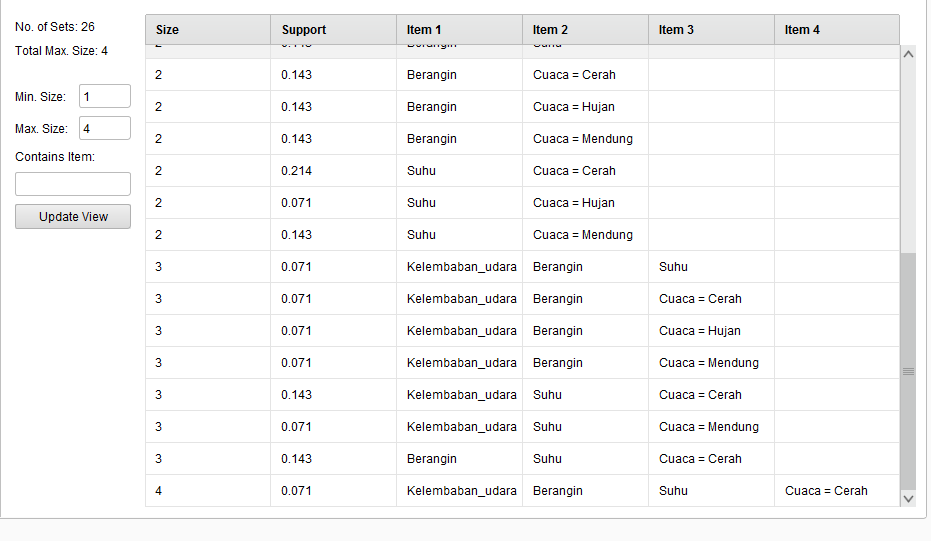 No. of Sets: 26
Total Max. Size: 4
Min. Size: 1
Max. Size: 4
Contains Item:
Update View
Size Support Item 1 Item 2 Item 3 Item 4
2 0.143 Berangin Cuaca = Cerah
2 0.143 Berangin Cuaca = Hujan
2 0.143 Berangin Cuaca = Mendung
2 0.214 Suhu Cuaca = Cerah
2 0.071 Suhu Cuaca = Hujan
2 0.143 Suhu Cuaca = Mendung
3 0.071 Kelembaban_udara Berangin Suhu
3 0.071 Kelembaban_udara Berangin Cuaca = Cerah
3 0.071 Kelembaban_udara Berangin Cuaca = Hujan
3 0.071 Kelembaban_udara Berangin Cuaca = Mendung
3 0.143 Kelembaban_udara Suhu Cuaca = Cerah
3 0.071 Kelembaban_udara Suhu Cuaca = Mendung
3 0.143 Berangin Suhu Cuaca = Cerah
4 0.071 Kelembaban_udara Berangin Suhu Cuaca = Cerah